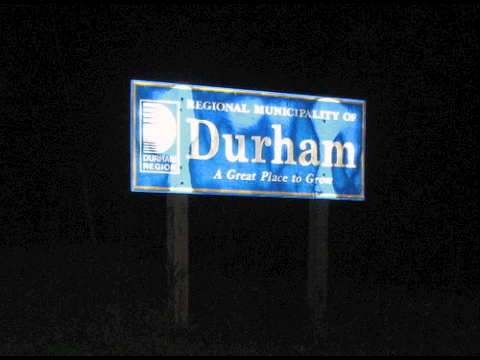 REGIONAL MUNICIPALITY OF
Durham
A Great Place to Grow
DURHAM
REGION